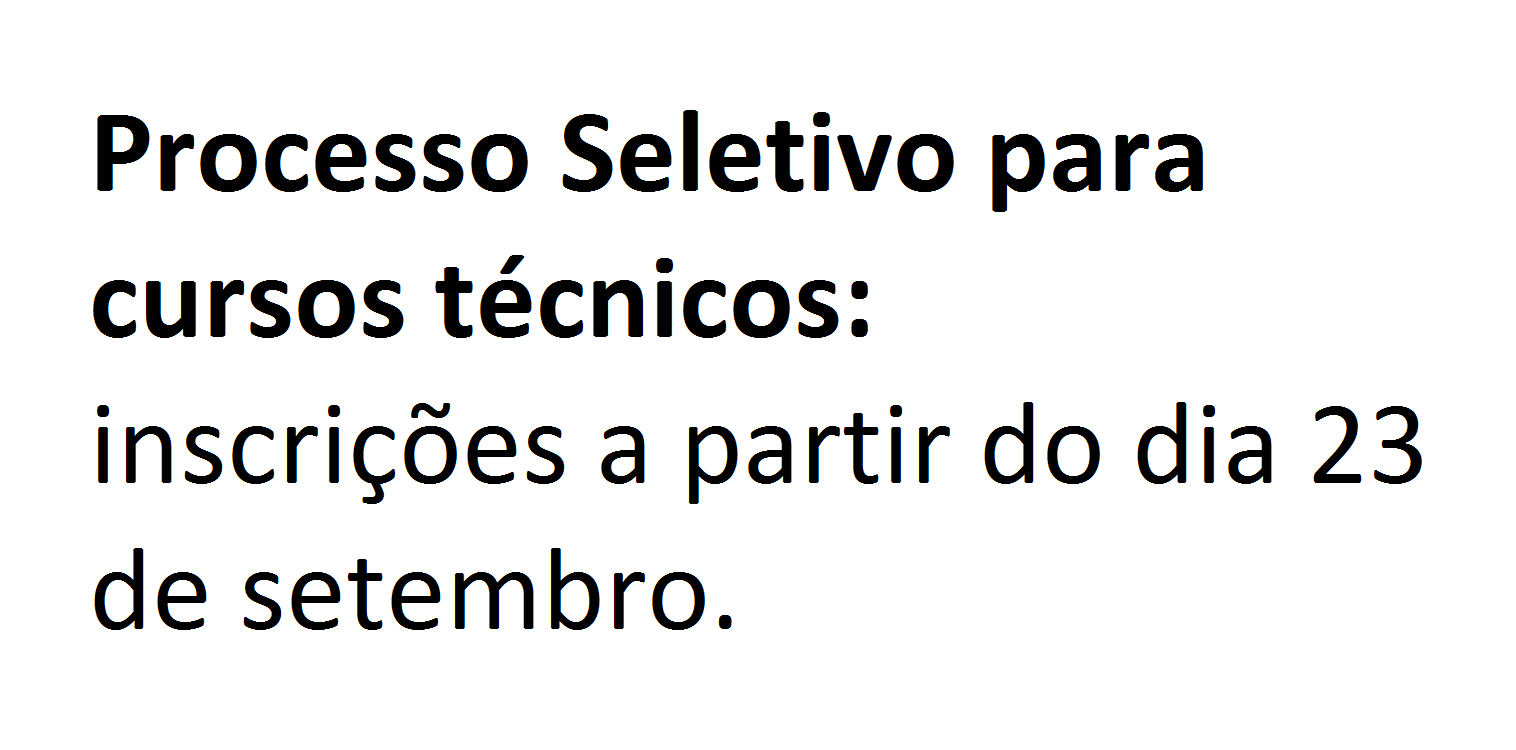 Processo Seletivo para
cursos técnicos:
inscrições a partir do dia 23
de setembro.